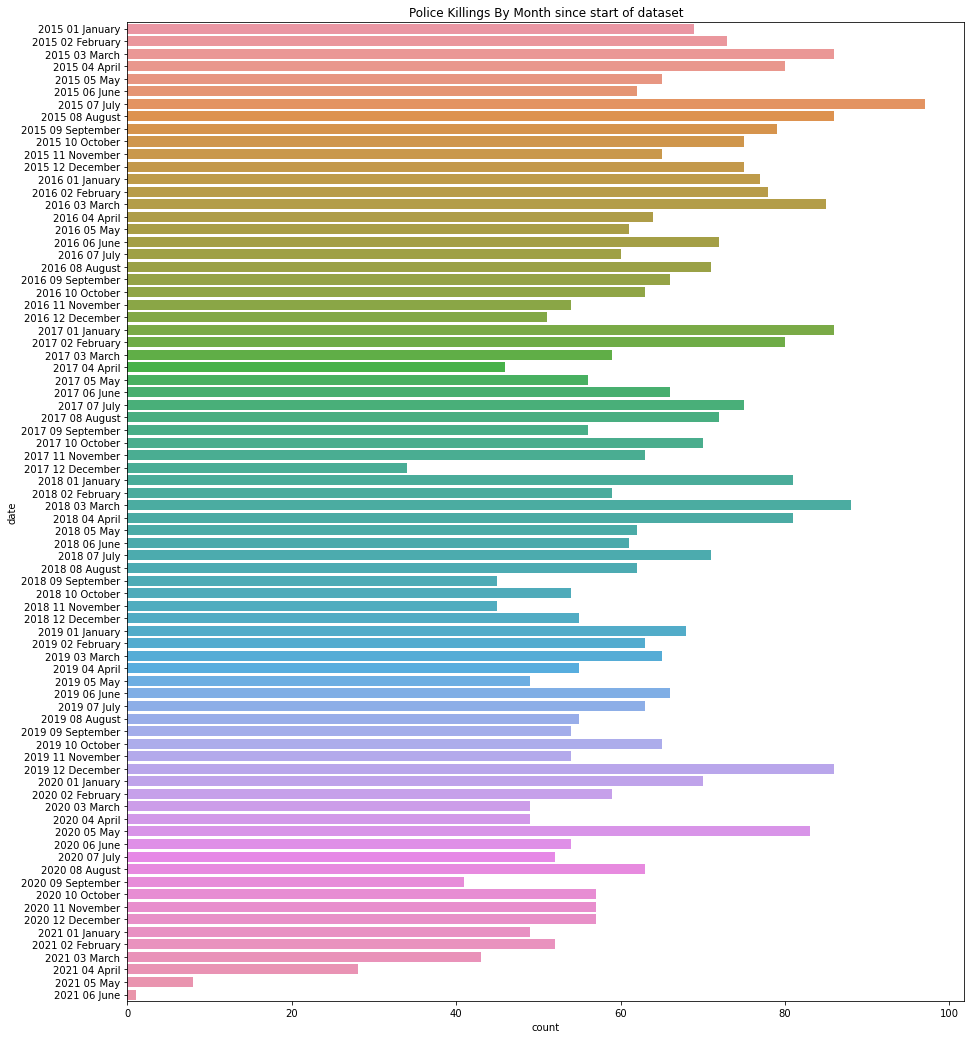 Police Killings By Month since start of dataset
2015 01 January
2015 02 February
2015 03 March
2015 04 April
2015 05 May
2015 06 June
2015 07 July
2015 08 August
2015 09 September
2015 10 October
2015 11 November
2015 12 December
2016 01 January
2016 02 February
2016 03 March
2016 04 April
2016 05 May
2016 06 June
2016 07 July
2016 08 August
2016 09 September
2016 10 October
2016 11 November
2016 12 December
2017 01 January
2017 02 February
2017 03 March
2017 04 April
2017 05 May
2017 06 June
2017 07 July
2017 08 August
2017 09 September
2017 10 October
2017 11 November
2017 12 December
2018 01 January
2018 02 February
2018 03 March
2018 04 April
2018 05 May
2018 06 June
2018 07 July
2018 08 August
2018 09 September
2018 10 October
2018 11 November
2018 12 December
2019 01 January
2019 02 February
2019 03 March
2019 04 April
2019 05 May
2019 06 June
2019 07 July
2019 08 August
2019 09 September
2019 10 October
2019 11 November
2019 12 December
2020 01 January
2020 02 February
2020 03 March
2020 04 April
2020 05 May
2020 06 June
2020 07 July
2020 08 August
2020 09 September
2020 10 October
2020 11 November
2020 12 December
2021 01 January
2021 02 February
2021 03 March
2021 04 April
2021 05 May
2021 06 June
date
0 20 40 60 80 100
count